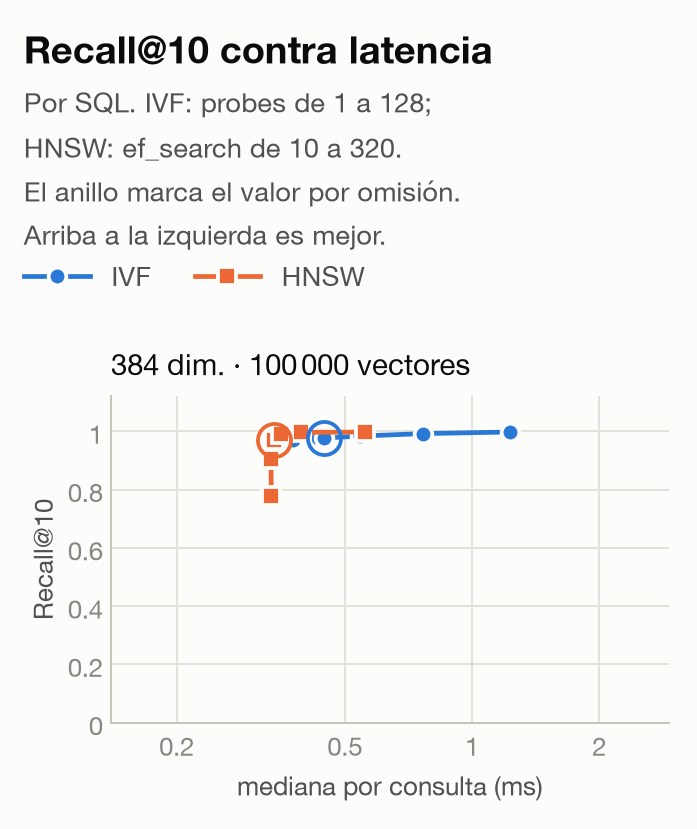 Recall@10 contra latencia
Por SQL. IVF: probes de 1 a 128;
HNSW: ef_search de 10 a 320.
El anillo marca el valor por omisión.
Arriba a la izquierda es mejor.
IVF HNSW
384 dim. · 100 000 vectores
1
0.8
0.6
0.4
0.2
0
Recall@10
0.2 0.5 1 2
mediana por consulta (ms)